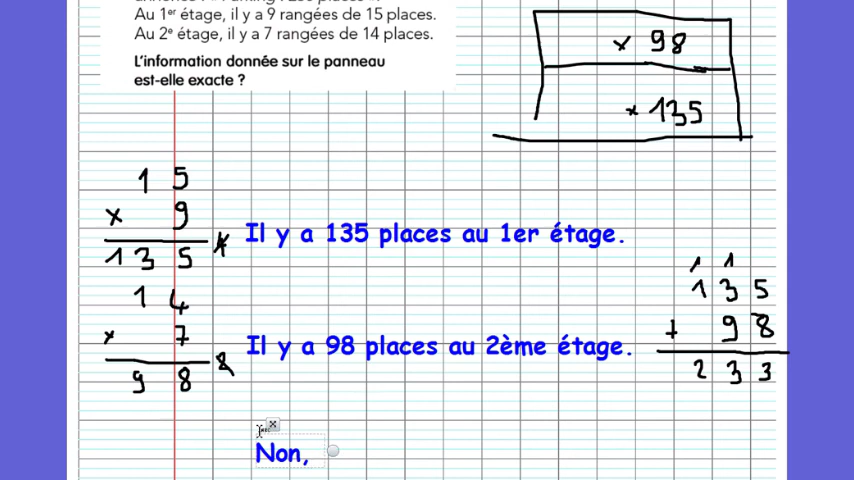 Au 1er étage, il y a 9 rangées de 15 places.
Au 2e étage, il y a 7 rangées de 14 places.
L'information donnée sur le panneau
est-elle exacte ?
× 98
× 135
1 5
× 9
1 3 5
Il y a 135 places au 1er étage.
1 4
× 7
9 8
Il y a 98 places au 2ème étage.
1 1
1 3 5
+ 9 8
2 3 3
Non,